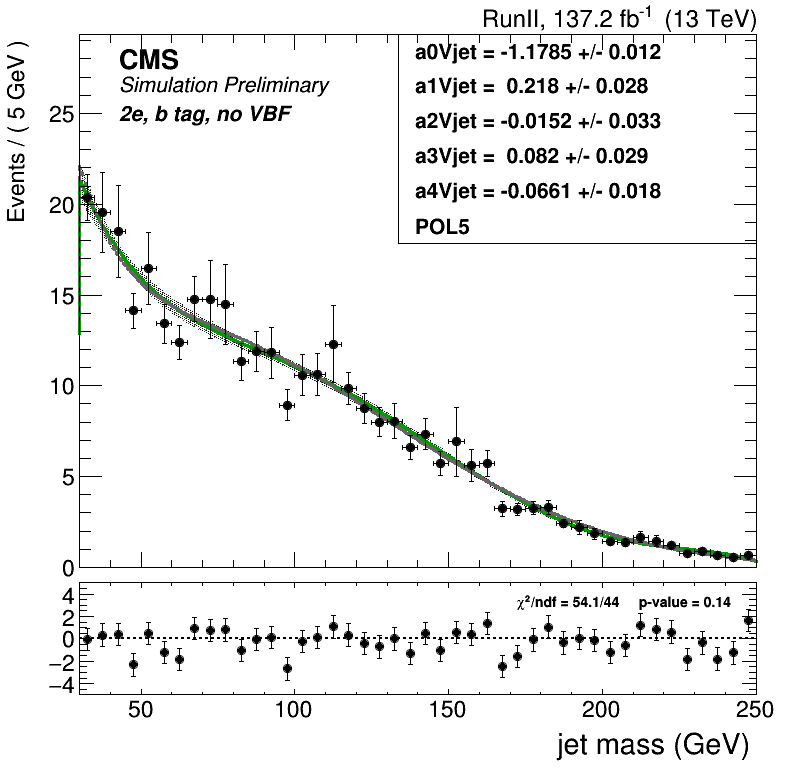 RunII, 137.2 fb-1 (13 TeV)
CMS
Simulation Preliminary
2e, b tag, no VBF
a0Vjet = -1.1785 +/- 0.012
a1Vjet = 0.218 +/- 0.028
a2Vjet = -0.0152 +/- 0.033
a3Vjet = 0.082 +/- 0.029
a4Vjet = -0.0661 +/- 0.018
POL5
Events / ( 5 GeV )
25
20
15
10
5
0
χ²/ndf = 54.1/44 p-value = 0.14
4
2
0
−2
−4
50 100 150 200 250
jet mass (GeV)